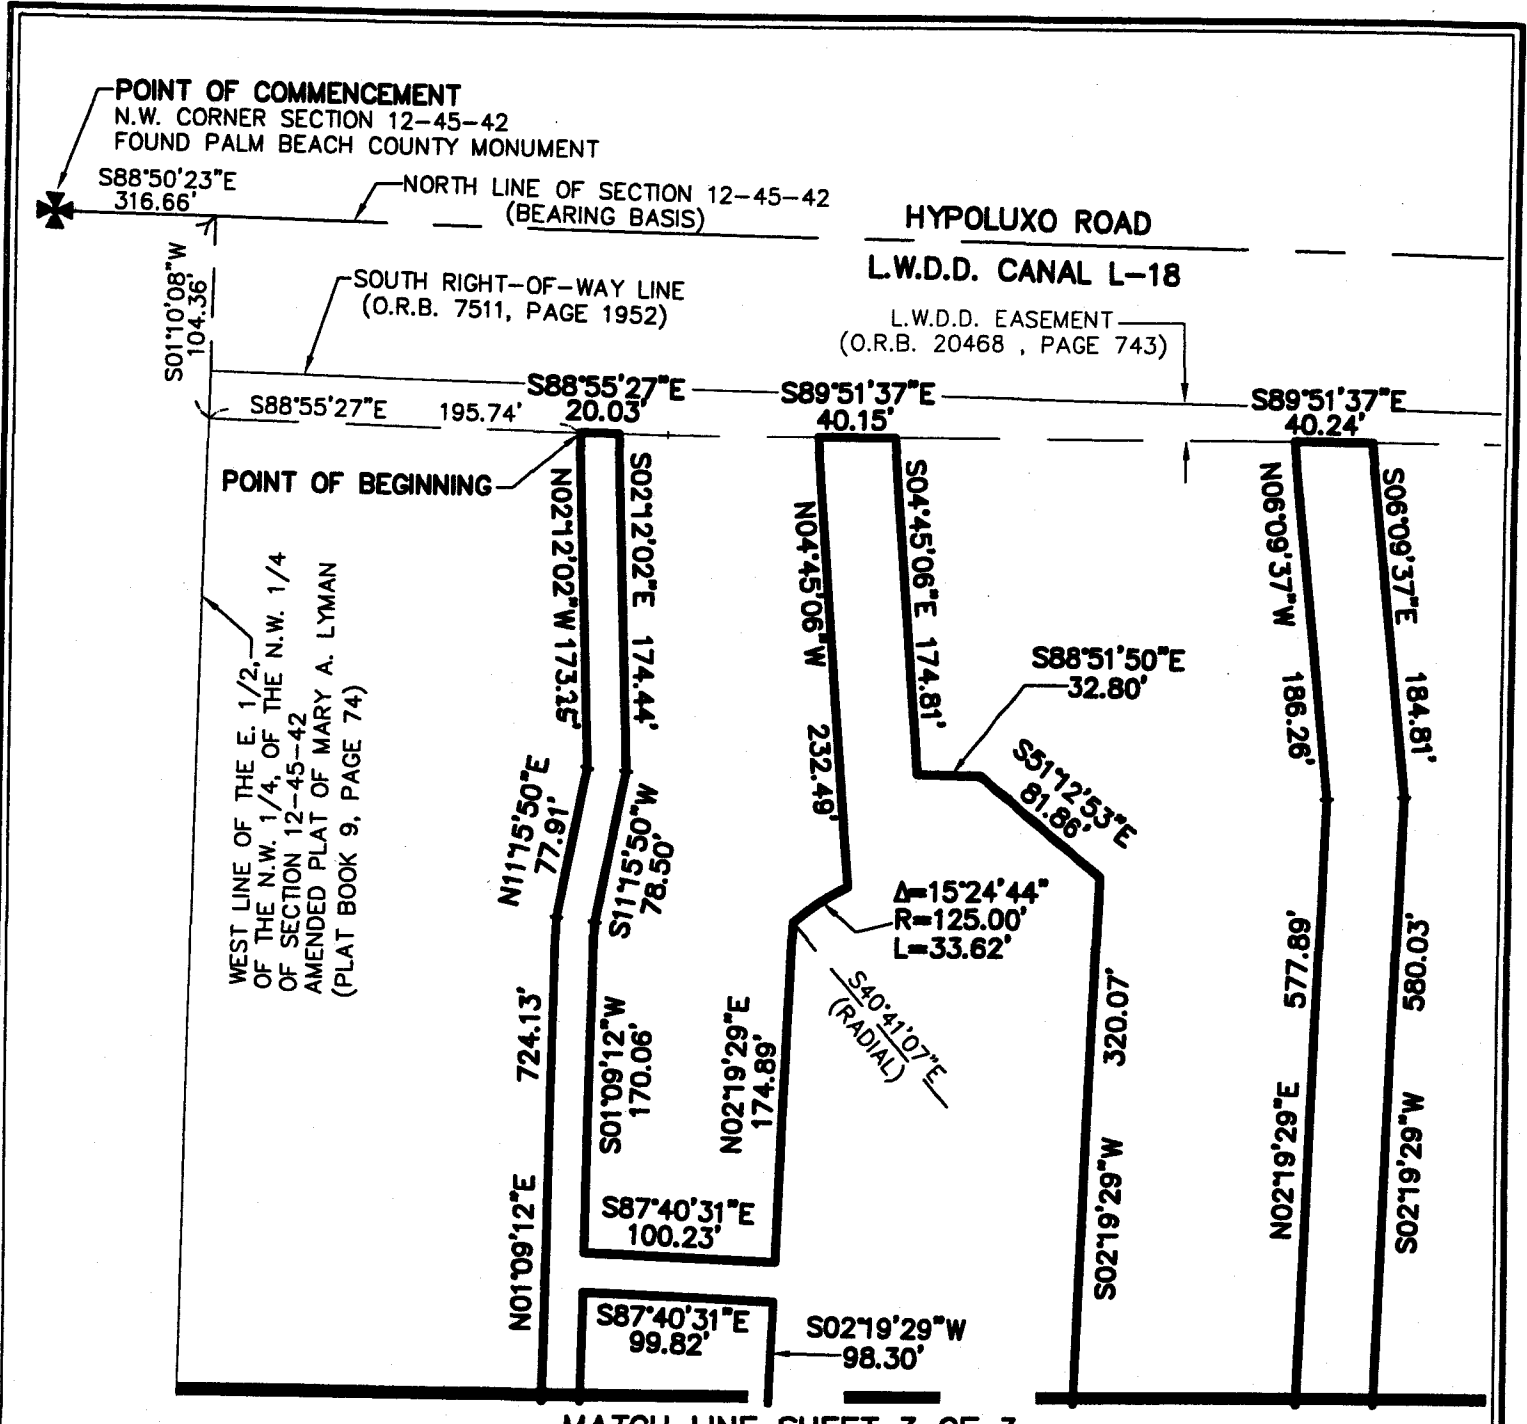 POINT OF COMMENCEMENT
N.W. CORNER SECTION 12-45-42
FOUND PALM BEACH COUNTY MONUMENT
S88°50'23"E
316.66'
NORTH LINE OF SECTION 12-45-42
(BEARING BASIS)
HYPOLUXO ROAD
L.W.D.D. CANAL L-18
S01°10'08"W
104.36'
SOUTH RIGHT-OF-WAY LINE
(O.R.B. 7511, PAGE 1952)
L.W.D.D. EASEMENT
(O.R.B. 20468 , PAGE 743)
S88°55'27"E
195.74'
S88°55'27"E
20.03'
S89°51'37"E
40.15'
S89°51'37"E
40.24'
POINT OF BEGINNING
N02°12'02"W 173.25'
S02°12'02"E 174.44'
N04°45'06"W
232.49'
S04°45'06"E 174.81'
N06°09'37"W
186.26'
S06°09'37"E
184.81'
S88°51'50"E
32.80'
S51°12'53"E
81.86'
WEST LINE OF THE E. 1/2,
OF THE N.W. 1/4, OF THE N.W. 1/4
OF SECTION 12-45-42
AMENDED PLAT OF MARY A. LYMAN
(PLAT BOOK 9, PAGE 74)
N11°15'50"E
77.91'
S11°15'50"W
78.50'
Δ=15°24'44"
R=125.00'
L=33.62'
S40°41'07"E
(RADIAL)
724.13'
N01°09'12"E
S01°09'12"W
170.06'
N02°19'29"E
174.89'
320.07'
S02°19'29"W
577.89'
N02°19'29"E
580.03'
S02°19'29"W
S87°40'31"E
100.23'
S87°40'31"E
99.82'
S02°19'29"W
98.30'
MATCH LINE SHEET 3 OF 3